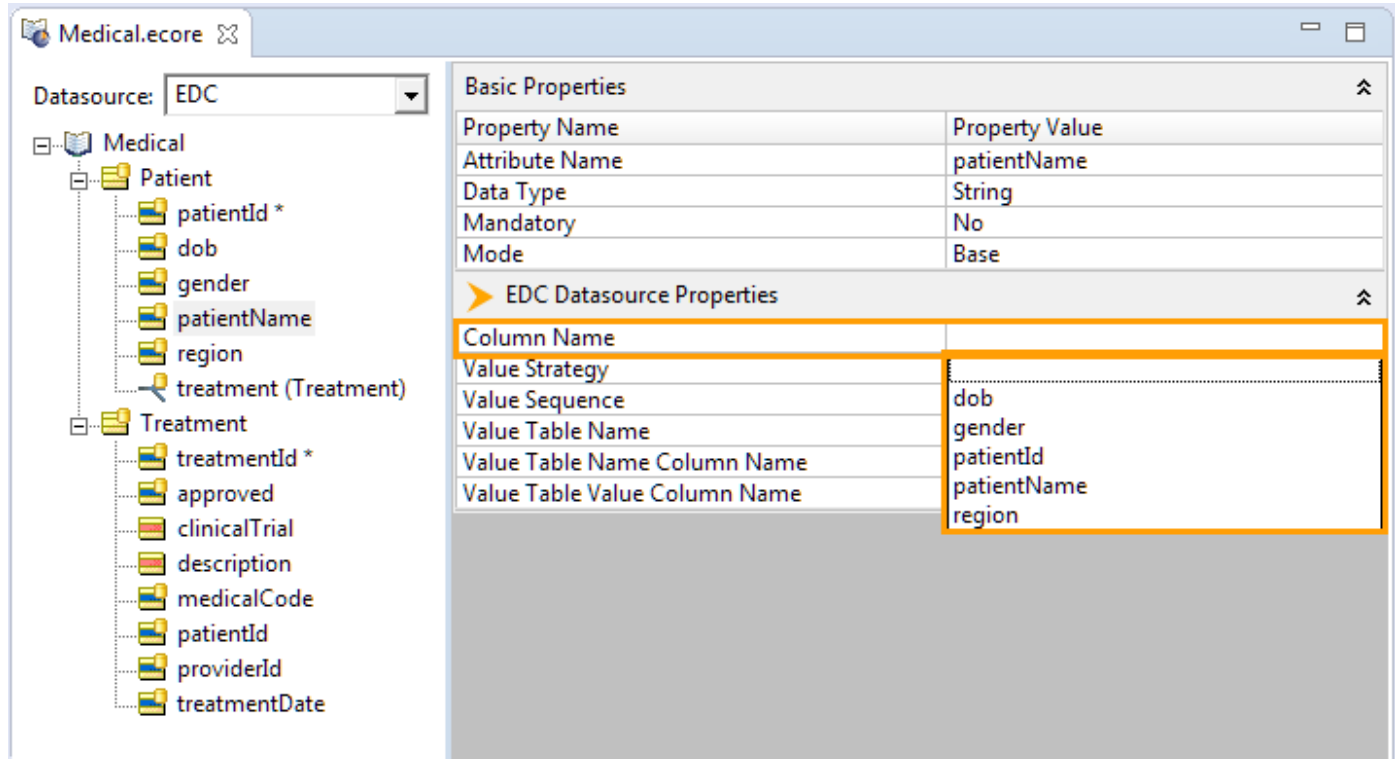 Medical.ecore
Datasource: EDC
Medical
Patient
patientId *
dob
gender
patientName
region
treatment (Treatment)
Treatment
treatmentId *
approved
clinicalTrial
description
medicalCode
patientId
providerId
treatmentDate
Basic Properties
Property Name Property Value
Attribute Name patientName
Data Type String
Mandatory No
Mode Base
EDC Datasource Properties
Column Name
Value Strategy
Value Sequence
Value Table Name
Value Table Name Column Name
Value Table Value Column Name
dob
gender
patientId
patientName
region